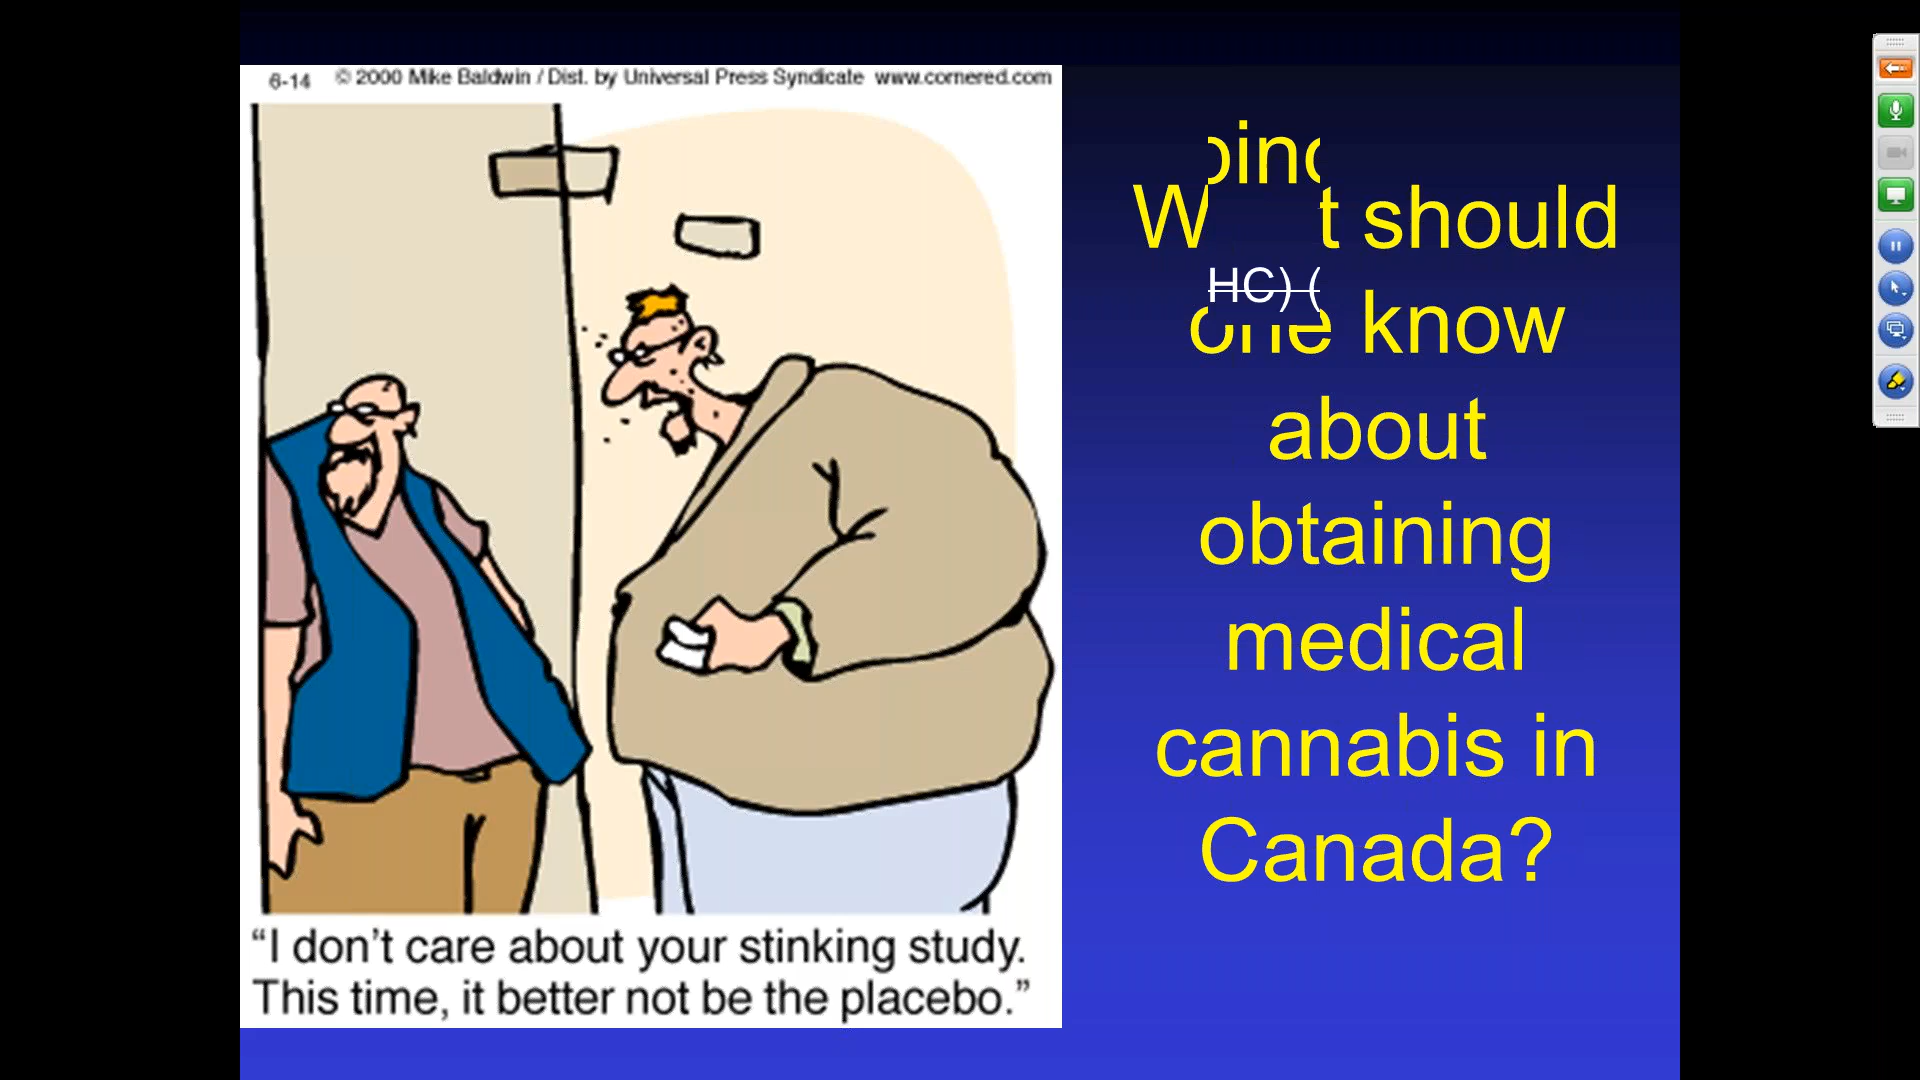 6-14 © 2000 Mike Baldwin / Dist. by Universal Press Syndicate www.cornered.com
“I don’t care about your stinking study.
This time, it better not be the placebo.”
t should
HC) (
know
about
obtaining
medical
cannabis in
Canada?